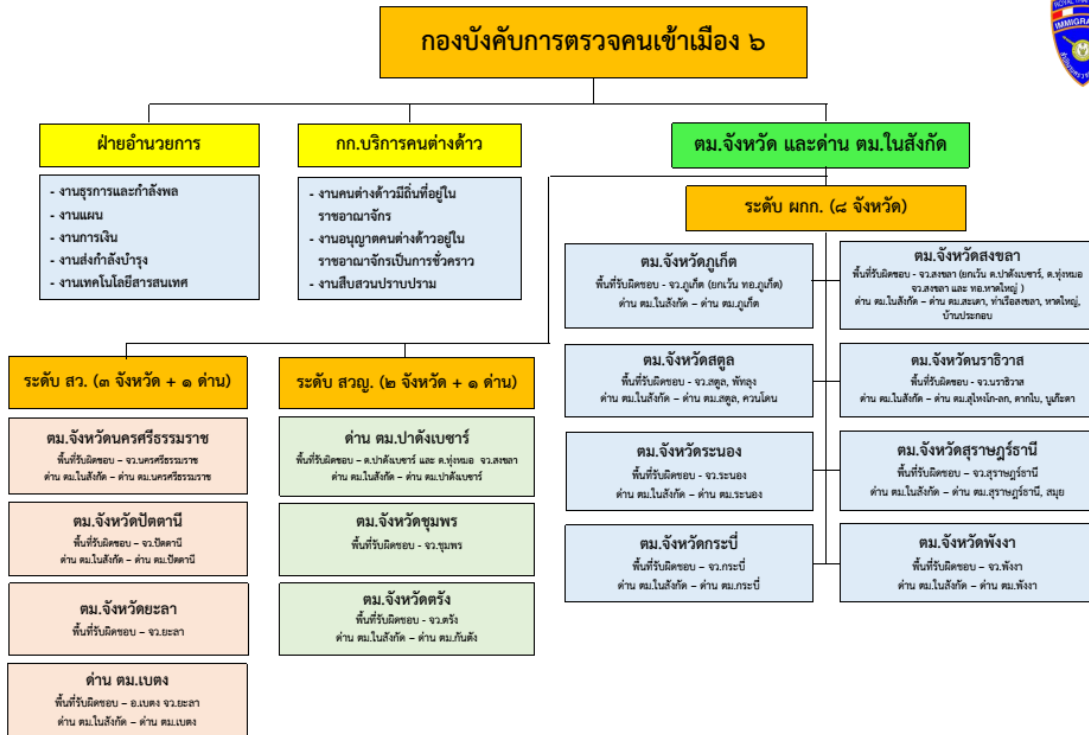 กองบังคับการตรวจคนเข้าเมือง ๖
IMMIGRA
ฝ่ายอำนวยการ
- งานธุรการและกำลังพล
- งานแผน
- งานการเงิน
- งานส่งกำลังบำรุง
- งานเทคโนโลยีสารสนเทศ
กก.บริการคนต่างด้าว
- งานคนต่างด้าวมีถิ่นที่อยู่ใน
ราชอาณาจักร
- งานอนุญาตคนต่างด้าวอยู่ใน
ราชอาณาจักรเป็นการชั่วคราว
- งานสืบสวนปราบปราม
ตม.จังหวัด และด่าน ตม.ในสังกัด
ระดับ ผกก. (๘ จังหวัด)
ตม.จังหวัดภูเก็ต
พื้นที่รับผิดชอบ - จว.ภูเก็ต (ยกเว้น ทอ.ภูเก็ต)
ด่าน ตม.ในสังกัด – ด่าน ตม.ภูเก็ต
ตม.จังหวัดสงขลา
พื้นที่รับผิดชอบ - จว.สงขลา (ยกเว้น ต.ปาดังเบซาร์, ต.ทุ่งหมอ
จว.สงขลา และ ทอ.หาดใหญ่ )
ด่าน ตม.ในสังกัด – ด่าน ตม.สะเดา, ท่าเรือสงขลา, หาดใหญ่,
บ้านประกอบ
ตม.จังหวัดสตูล
พื้นที่รับผิดชอบ - จว.สตูล, พัทลุง
ด่าน ตม.ในสังกัด – ด่าน ตม.สตูล, ควนโดน
ตม.จังหวัดนราธิวาส
พื้นที่รับผิดชอบ - จว.นราธิวาส
ด่าน ตม.ในสังกัด – ด่าน ตม.สุไหงโก-ลก, ตากใบ, บูเก๊ะตา
ตม.จังหวัดระนอง
พื้นที่รับผิดชอบ - จว.ระนอง
ด่าน ตม.ในสังกัด – ด่าน ตม.ระนอง
ตม.จังหวัดสุราษฎร์ธานี
พื้นที่รับผิดชอบ – จว.สุราษฎร์ธานี
ด่าน ตม.ในสังกัด – ด่าน ตม.สุราษฎร์ธานี, สมุย
ตม.จังหวัดกระบี่
พื้นที่รับผิดชอบ – จว.กระบี่
ด่าน ตม.ในสังกัด – ด่าน ตม.กระบี่
ตม.จังหวัดพังงา
พื้นที่รับผิดชอบ – จว.พังงา
ด่าน ตม.ในสังกัด – ด่าน ตม.พังงา
ระดับ สว. (๓ จังหวัด + ๑ ด่าน)
ตม.จังหวัดนครศรีธรรมราช
พื้นที่รับผิดชอบ – จว.นครศรีธรรมราช
ด่าน ตม.ในสังกัด – ด่าน ตม.นครศรีธรรมราช
ตม.จังหวัดปัตตานี
พื้นที่รับผิดชอบ – จว.ปัตตานี
ด่าน ตม.ในสังกัด – ด่าน ตม.ปัตตานี
ตม.จังหวัดยะลา
พื้นที่รับผิดชอบ – จว.ยะลา
ด่าน ตม.เบตง
พื้นที่รับผิดชอบ – อ.เบตง จว.ยะลา
ด่าน ตม.ในสังกัด – ด่าน ตม.เบตง
ระดับ สวญ. (๒ จังหวัด + ๑ ด่าน)
ด่าน ตม.ปาดังเบซาร์
พื้นที่รับผิดชอบ – ต.ปาดังเบซาร์ และ ต.ทุ่งหมอ จว.สงขลา
ด่าน ตม.ในสังกัด – ด่าน ตม.ปาดังเบซาร์
ตม.จังหวัดชุมพร
พื้นที่รับผิดชอบ - จว.ชุมพร
ตม.จังหวัดตรัง
พื้นที่รับผิดชอบ - จว.ตรัง
ด่าน ตม.ในสังกัด – ด่าน ตม.กันตัง